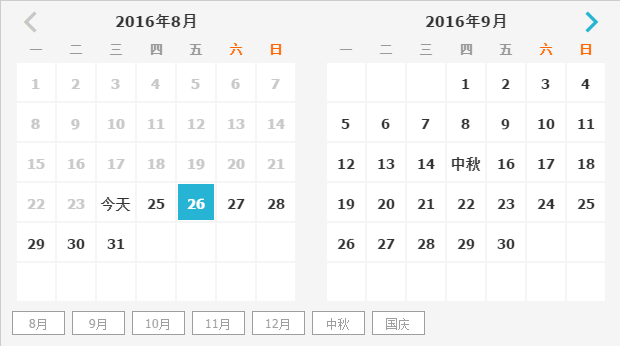 2016年8月
一 二 三 四 五 六 日
1 2 3 4 5 6 7
8 9 10 11 12 13 14
15 16 17 18 19 20 21
22 23 今天 25 26 27 28
29 30 31
2016年9月
一 二 三 四 五 六 日
1 2 3 4
5 6 7 8 9 10 11
12 13 14 中秋 16 17 18
19 20 21 22 23 24 25
26 27 28 29 30
8月 9月 10月 11月 12月 中秋 国庆